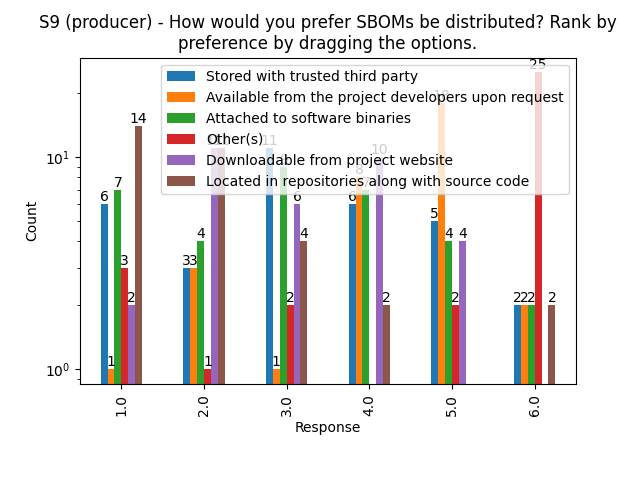 S9 (producer) - How would you prefer SBOMs be distributed? Rank by
preference by dragging the options.
Stored with trusted third party
Available from the project developers upon request
Attached to software binaries
Other(s)
Downloadable from project website
Located in repositories along with source code
Count
10¹
10⁰
6 1 7 3 2 14
3 3 4 1
11 1 2 6 4
6 8 10 2
5 4 2 4
2 2 2 25 2
1.0 2.0 3.0 4.0 5.0 6.0
Response